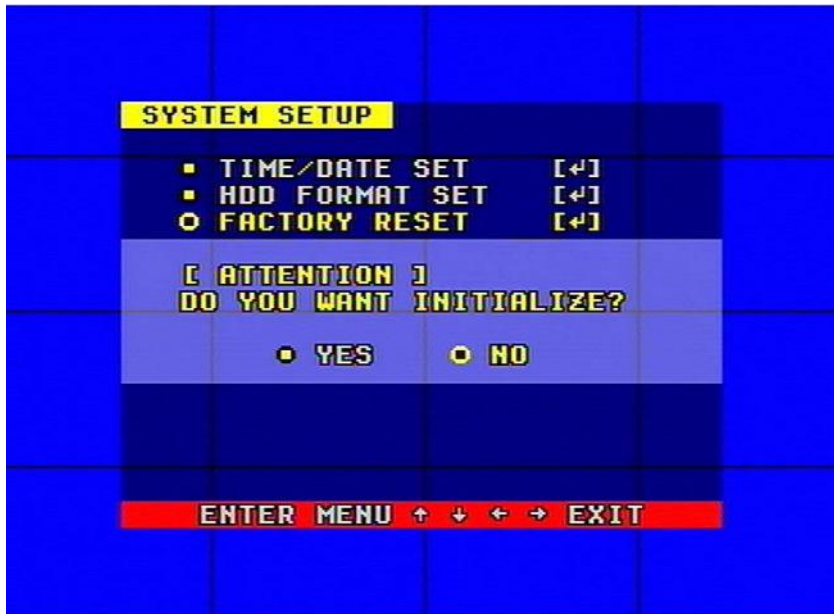 SYSTEM SETUP
TIME/DATE SET [↵]
HDD FORMAT SET [↵]
FACTORY RESET [↵]
[ ATTENTION ]
DO YOU WANT INITIALIZE?
YES NO
ENTER MENU ↑ ↓ ← → EXIT